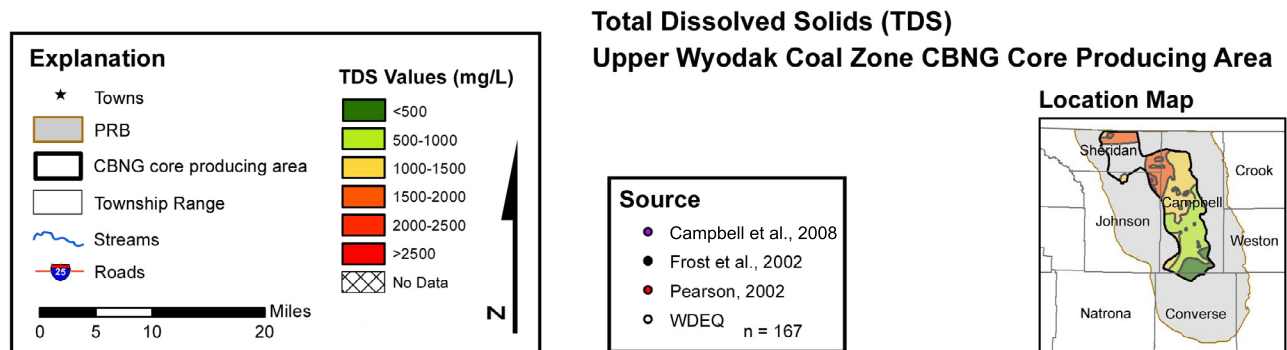 Total Dissolved Solids (TDS)
Upper Wyodak Coal Zone CBNG Core Producing Area
Explanation
Towns
PRB
CBNG core producing area
Township Range
Streams
25
Roads
Miles
0 5 10 20
TDS Values (mg/L)
<500
500-1000
1000-1500
1500-2000
2000-2500
>2500
No Data
N
Source
Campbell et al., 2008
Frost et al., 2002
Pearson, 2002
WDEQ
n = 167
Location Map
Sheridan
Crook
Campbell
Johnson
Weston
Natrona
Converse